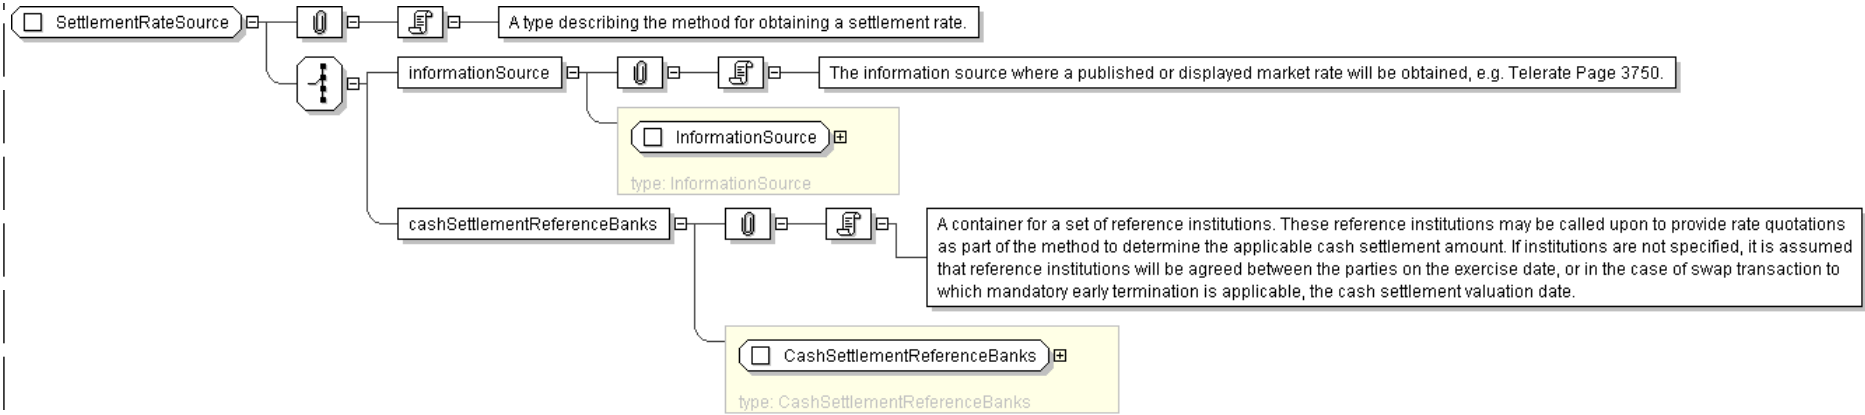 SettlementRateSource
A type describing the method for obtaining a settlement rate.
informationSource
The information source where a published or displayed market rate will be obtained, e.g. Telerate Page 3750.
InformationSource
type: InformationSource
cashSettlementReferenceBanks
A container for a set of reference institutions. These reference institutions may be called upon to provide rate quotations
as part of the method to determine the applicable cash settlement amount. If institutions are not specified, it is assumed
that reference institutions will be agreed between the parties on the exercise date, or in the case of swap transaction to
which mandatory early termination is applicable, the cash settlement valuation date.
CashSettlementReferenceBanks
type: CashSettlementReferenceBanks